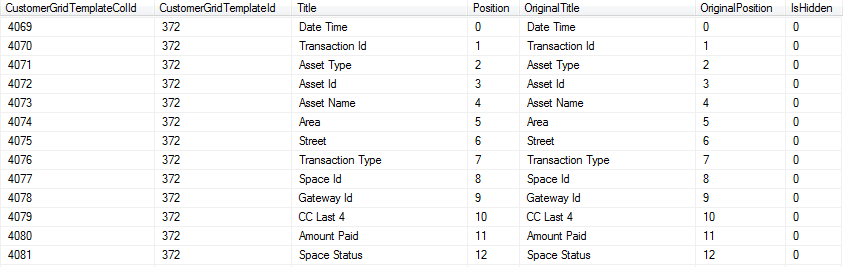 CustomerGridTemplateColId CustomerGridTemplateId Title Position OriginalTitle OriginalPosition IsHidden
4069 372 Date Time 0 Date Time 0 0
4070 372 Transaction Id 1 Transaction Id 1 0
4071 372 Asset Type 2 Asset Type 2 0
4072 372 Asset Id 3 Asset Id 3 0
4073 372 Asset Name 4 Asset Name 4 0
4074 372 Area 5 Area 5 0
4075 372 Street 6 Street 6 0
4076 372 Transaction Type 7 Transaction Type 7 0
4077 372 Space Id 8 Space Id 8 0
4078 372 Gateway Id 9 Gateway Id 9 0
4079 372 CC Last 4 10 CC Last 4 10 0
4080 372 Amount Paid 11 Amount Paid 11 0
4081 372 Space Status 12 Space Status 12 0